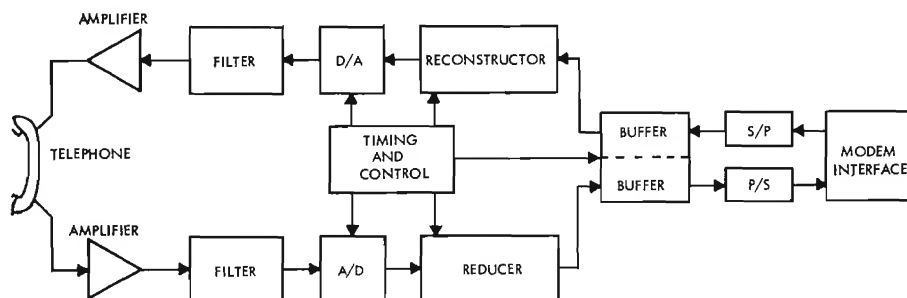 AMPLIFIER
FILTER
D/A
RECONSTRUCTOR
TELEPHONE
TIMING
AND
CONTROL
BUFFER
BUFFER
S/P
P/S
MODEM
INTERFACE
AMPLIFIER
FILTER
A/D
REDUCER